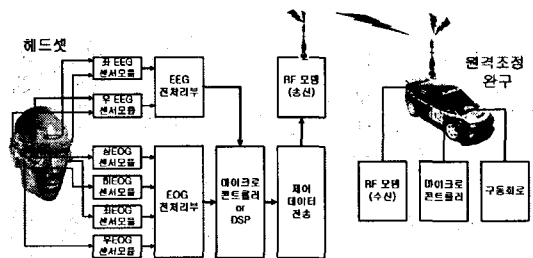 헤드셋
좌 EEG
센서모듈
우 EEG
센서모듈
EEG
전처리부
상EOG
센서모듈
하EOG
센서모듈
좌EOG
센서모듈
우EOG
센서모듈
EOG
전처리부
마이크로
콘트롤러
or
DSP
제어
데이터
전송
RF 모뎀
(송신)
원격조정
완구
RF 모뎀
(수신)
마이크로
콘트롤러
구동회로